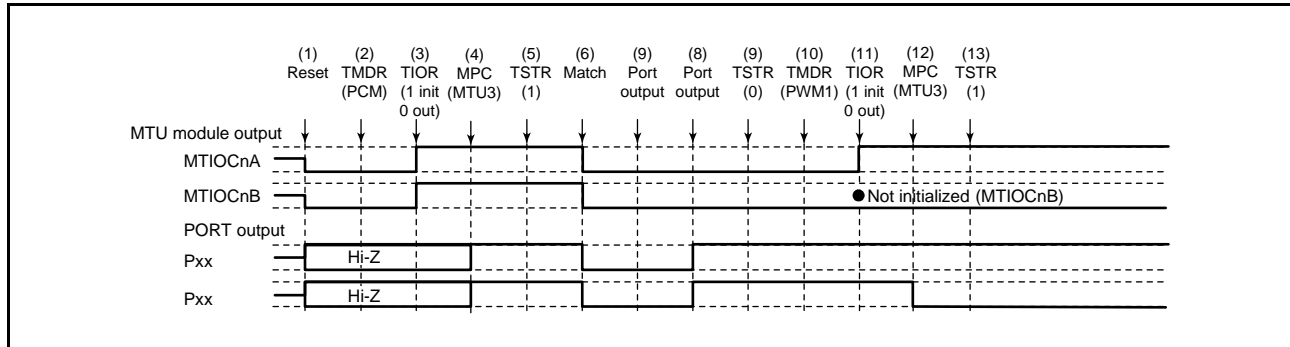 (1) (2) (3) (4) (5) (6) (9) (8) (9) (10) (11) (12) (13)
Reset TMDR TIOR MPC TSTR Match Port Port TSTR TMDR TIOR MPC TSTR
(PCM) (1 init (MTU3) (1) output output (0) (PWM1) (1 init (MTU3) (1)
0 out) 0 out)
MTU module output
MTIOCnA
MTIOCnB Not initialized (MTIOCnB)
PORT output
Pxx Hi-Z
Pxx Hi-Z